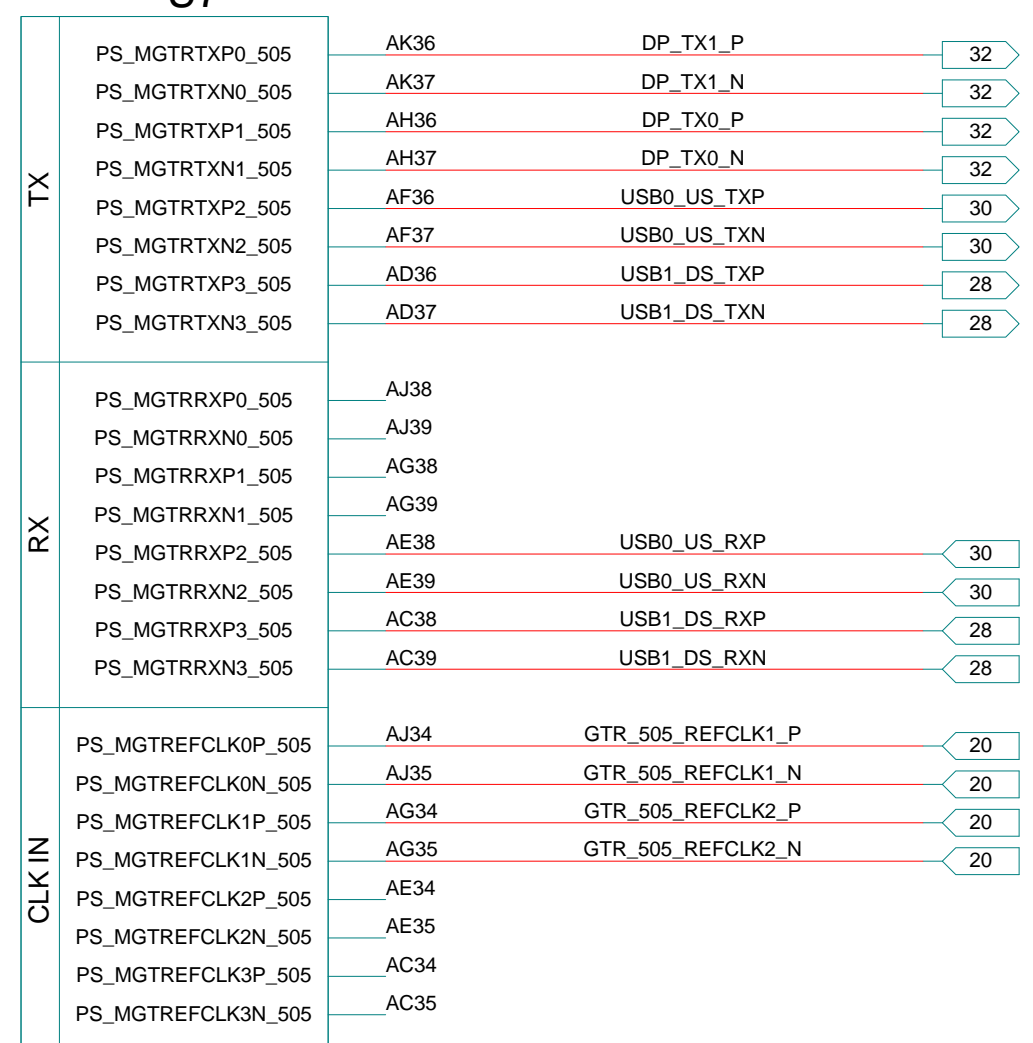 TX
PS_MGTRTXP0_505 AK36 DP_TX1_P 32
PS_MGTRTXN0_505 AK37 DP_TX1_N 32
PS_MGTRTXP1_505 AH36 DP_TX0_P 32
PS_MGTRTXN1_505 AH37 DP_TX0_N 32
PS_MGTRTXP2_505 AF36 USB0_US_TXP 30
PS_MGTRTXN2_505 AF37 USB0_US_TXN 30
PS_MGTRTXP3_505 AD36 USB1_DS_TXP 28
PS_MGTRTXN3_505 AD37 USB1_DS_TXN 28
RX
PS_MGTRRXP0_505 AJ38
PS_MGTRRXN0_505 AJ39
PS_MGTRRXP1_505 AG38
PS_MGTRRXN1_505 AG39
PS_MGTRRXP2_505 AE38 USB0_US_RXP 30
PS_MGTRRXN2_505 AE39 USB0_US_RXN 30
PS_MGTRRXP3_505 AC38 USB1_DS_RXP 28
PS_MGTRRXN3_505 AC39 USB1_DS_RXN 28
CLK IN
PS_MGTREFCLK0P_505 AJ34 GTR_505_REFCLK1_P 20
PS_MGTREFCLK0N_505 AJ35 GTR_505_REFCLK1_N 20
PS_MGTREFCLK1P_505 AG34 GTR_505_REFCLK2_P 20
PS_MGTREFCLK1N_505 AG35 GTR_505_REFCLK2_N 20
PS_MGTREFCLK2P_505 AE34
PS_MGTREFCLK2N_505 AE35
PS_MGTREFCLK3P_505 AC34
PS_MGTREFCLK3N_505 AC35